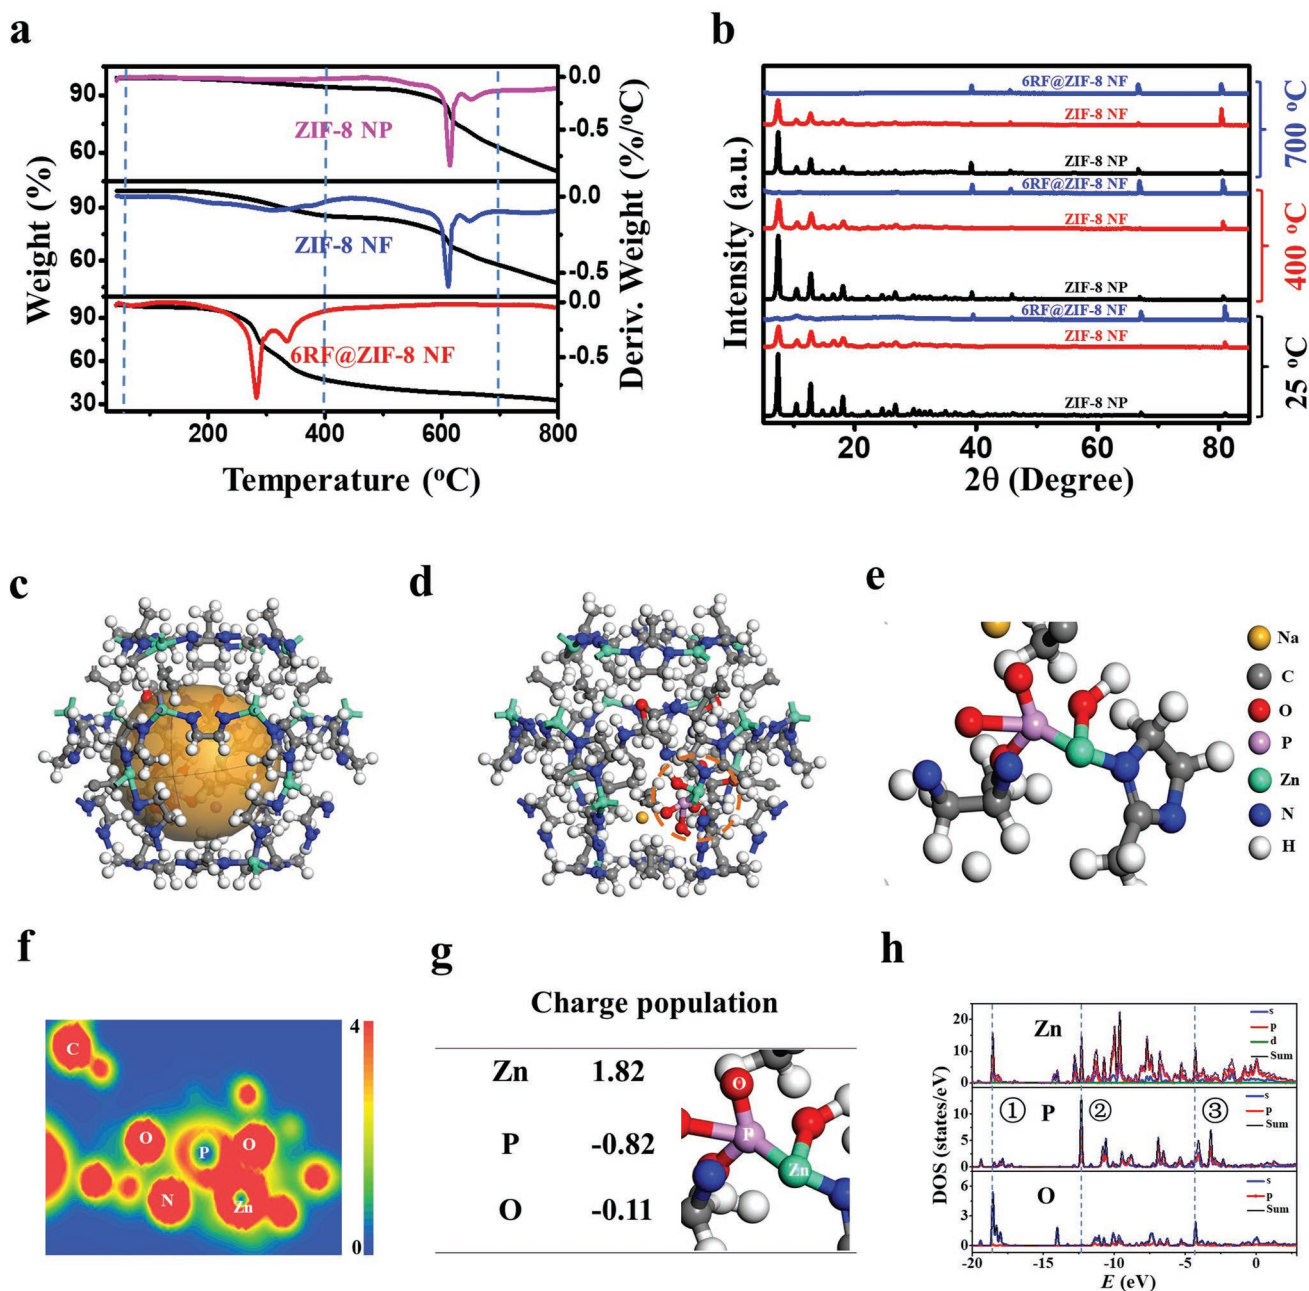 a
Weight (%)
Deriv. Weight (%/°C)
90
60
0.0
-0.5
ZIF-8 NP
90
75
60
45
0.0
-0.5
ZIF-8 NF
90
60
30
0.0
-0.5
6RF@ZIF-8 NF
200 400 600 800
Temperature (°C)
b
Intensity (a.u.)
6RF@ZIF-8 NF
ZIF-8 NF
ZIF-8 NP
700 °C
6RF@ZIF-8 NF
ZIF-8 NF
ZIF-8 NP
400 °C
6RF@ZIF-8 NF
ZIF-8 NF
ZIF-8 NP
25 °C
20 40 60 80
2θ (Degree)
c
d
e
Na
C
O
P
Zn
N
H
f
C
O
P
O
N
Zn
4
0
g
Charge population
Zn 1.82
P -0.82
O -0.11
O
P
Zn
h
DOS (states/eV)
20
10
0
Zn
s
p
d
Sum
10
5
0
① P ② ③
s
p
Sum
6
3
0
O
s
p
Sum
-20 -15 -10 -5 0
E (eV)